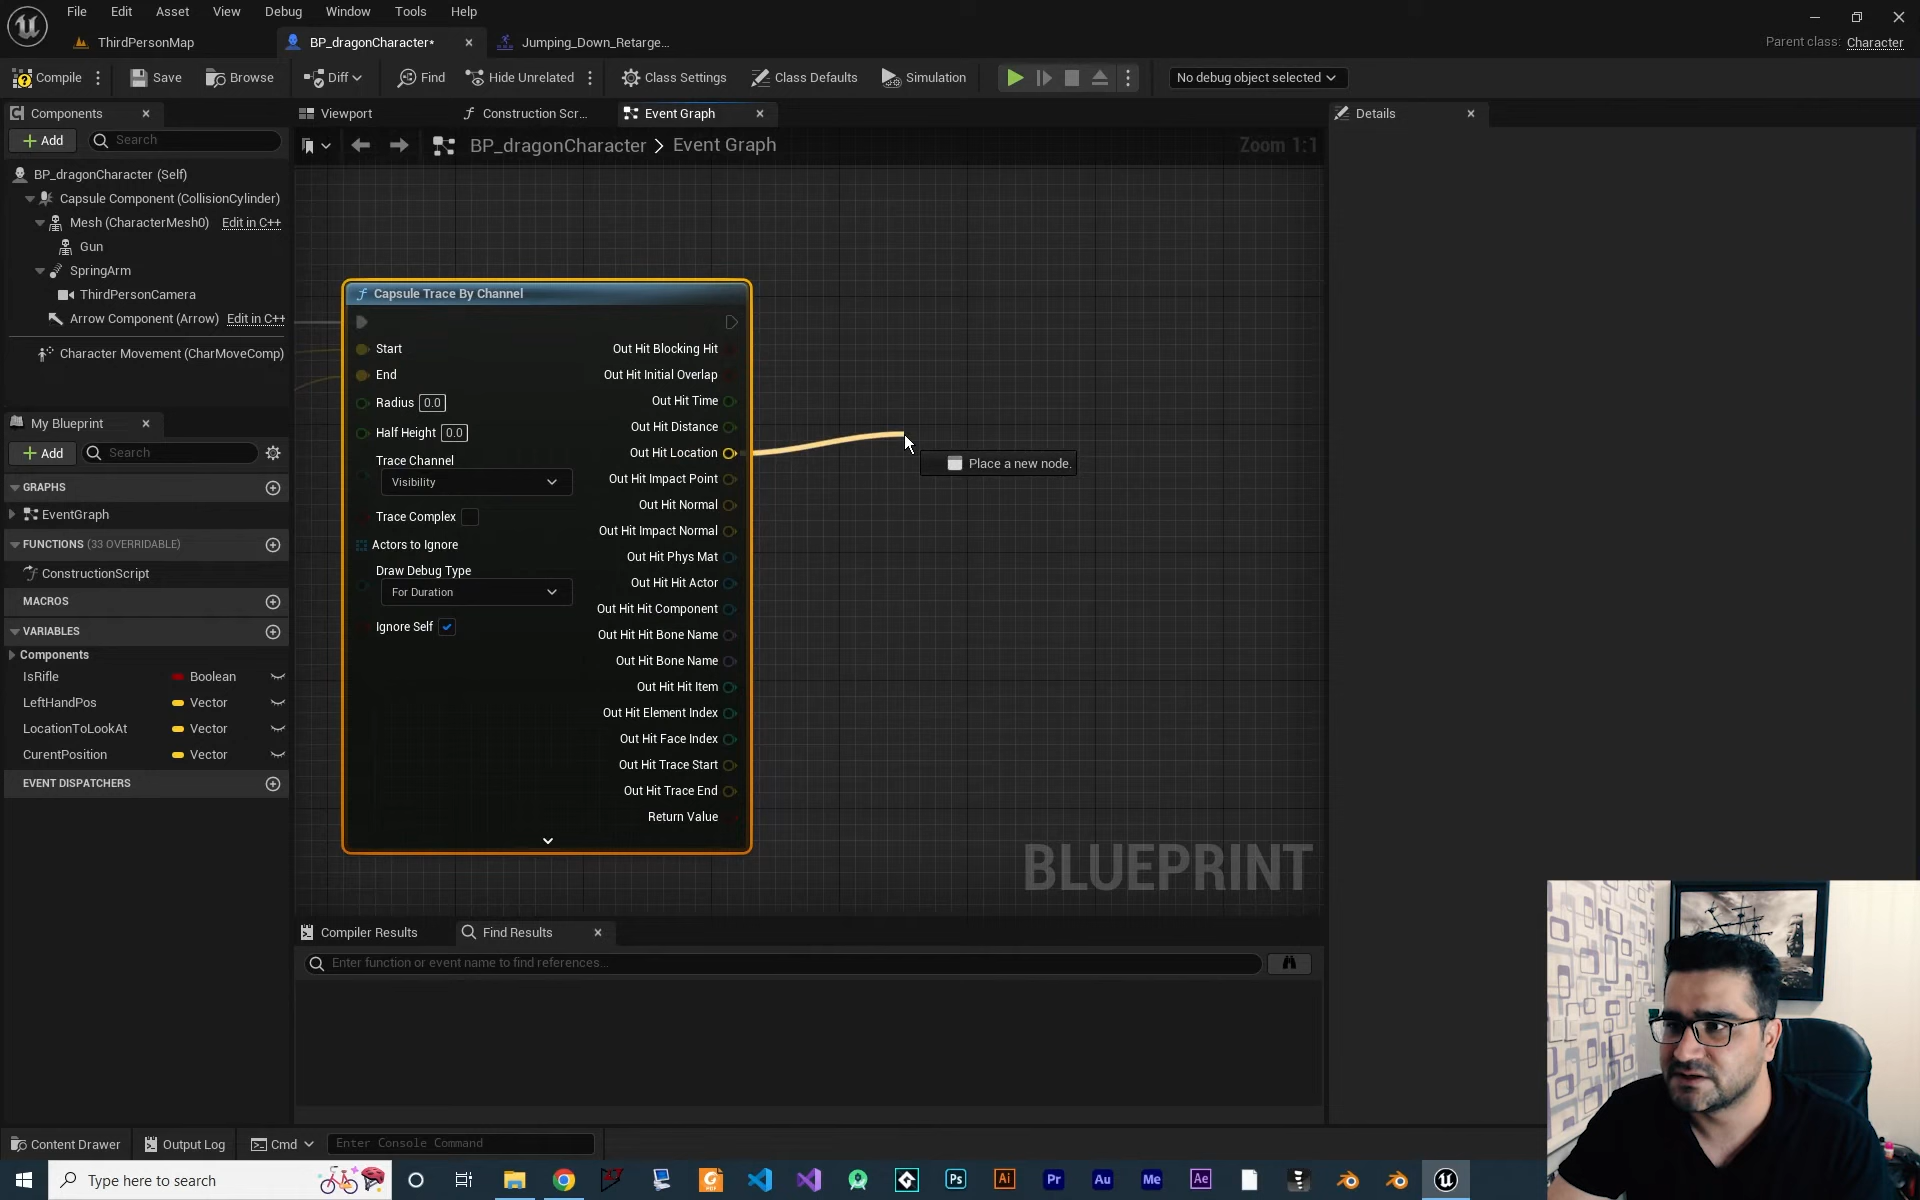 File Edit Asset View Debug Window Tools Help
ThirdPersonMap BP_dragonCharacter* Jumping_Down_Retarge... Parent class: Character
Compile Save Browse Diff Find Hide Unrelated Class Settings Class Defaults Simulation No debug object selected
Components Viewport Construction Scr... Event Graph Details
Add Search BP_dragonCharacter > Event Graph Zoom 1:1
BP_dragonCharacter (Self)
Capsule Component (CollisionCylinder)
Mesh (CharacterMesh0) Edit in C++
Gun
SpringArm
ThirdPersonCamera
Arrow Component (Arrow) Edit in C++
Character Movement (CharMoveComp)
My Blueprint
Add Search
GRAPHS
EventGraph
FUNCTIONS (33 OVERRIDABLE)
ConstructionScript
MACROS
VARIABLES
Components
IsRifle Boolean
LeftHandPos Vector
LocationToLookAt Vector
CurentPosition Vector
EVENT DISPATCHERS
f Capsule Trace By Channel
Start Out Hit Blocking Hit
End Out Hit Initial Overlap
Radius 0.0 Out Hit Time
Half Height 0.0 Out Hit Distance
Trace Channel Out Hit Location
Visibility Out Hit Impact Point
Out Hit Normal
Trace Complex Out Hit Impact Normal
Actors to Ignore Out Hit Phys Mat
Draw Debug Type Out Hit Hit Actor
For Duration Out Hit Hit Component
Ignore Self Out Hit Hit Bone Name
Out Hit Bone Name
Out Hit Hit Item
Out Hit Element Index
Out Hit Face Index
Out Hit Trace Start
Out Hit Trace End
Return Value
Place a new node.
BLUEPRINT
Compiler Results Find Results
Enter function or event name to find references...
Content Drawer Output Log Cmd Enter Console Command
Type here to search Ps Ai Pr Au Me Ae